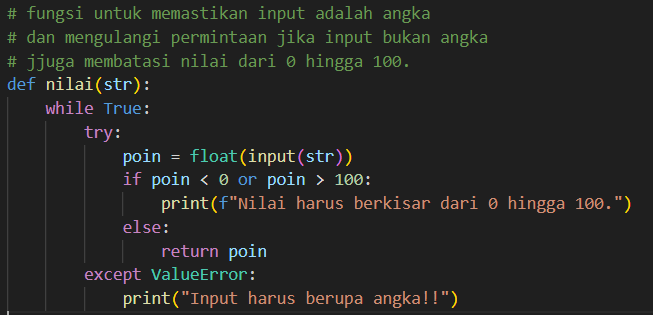 # fungsi untuk memastikan input adalah angka
# dan mengulangi permintaan jika input bukan angka
# jjuga membatasi nilai dari 0 hingga 100.
def nilai(str):
    while True:
        try:
            poin = float(input(str))
            if poin < 0 or poin > 100:
                print(f"Nilai harus berkisar dari 0 hingga 100.")
            else:
                return poin
        except ValueError:
            print("Input harus berupa angka!!")